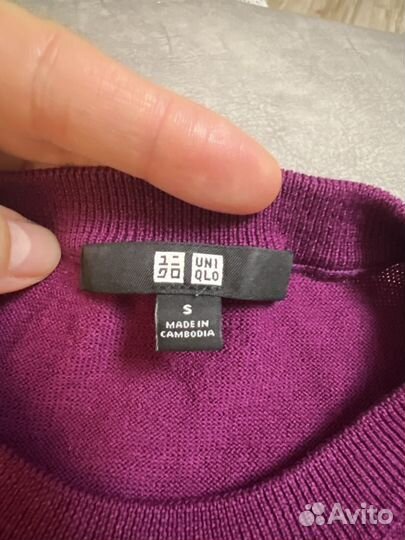 ユニ UNI
クロ QLO
S
MADE IN
CAMBODIA
Avito